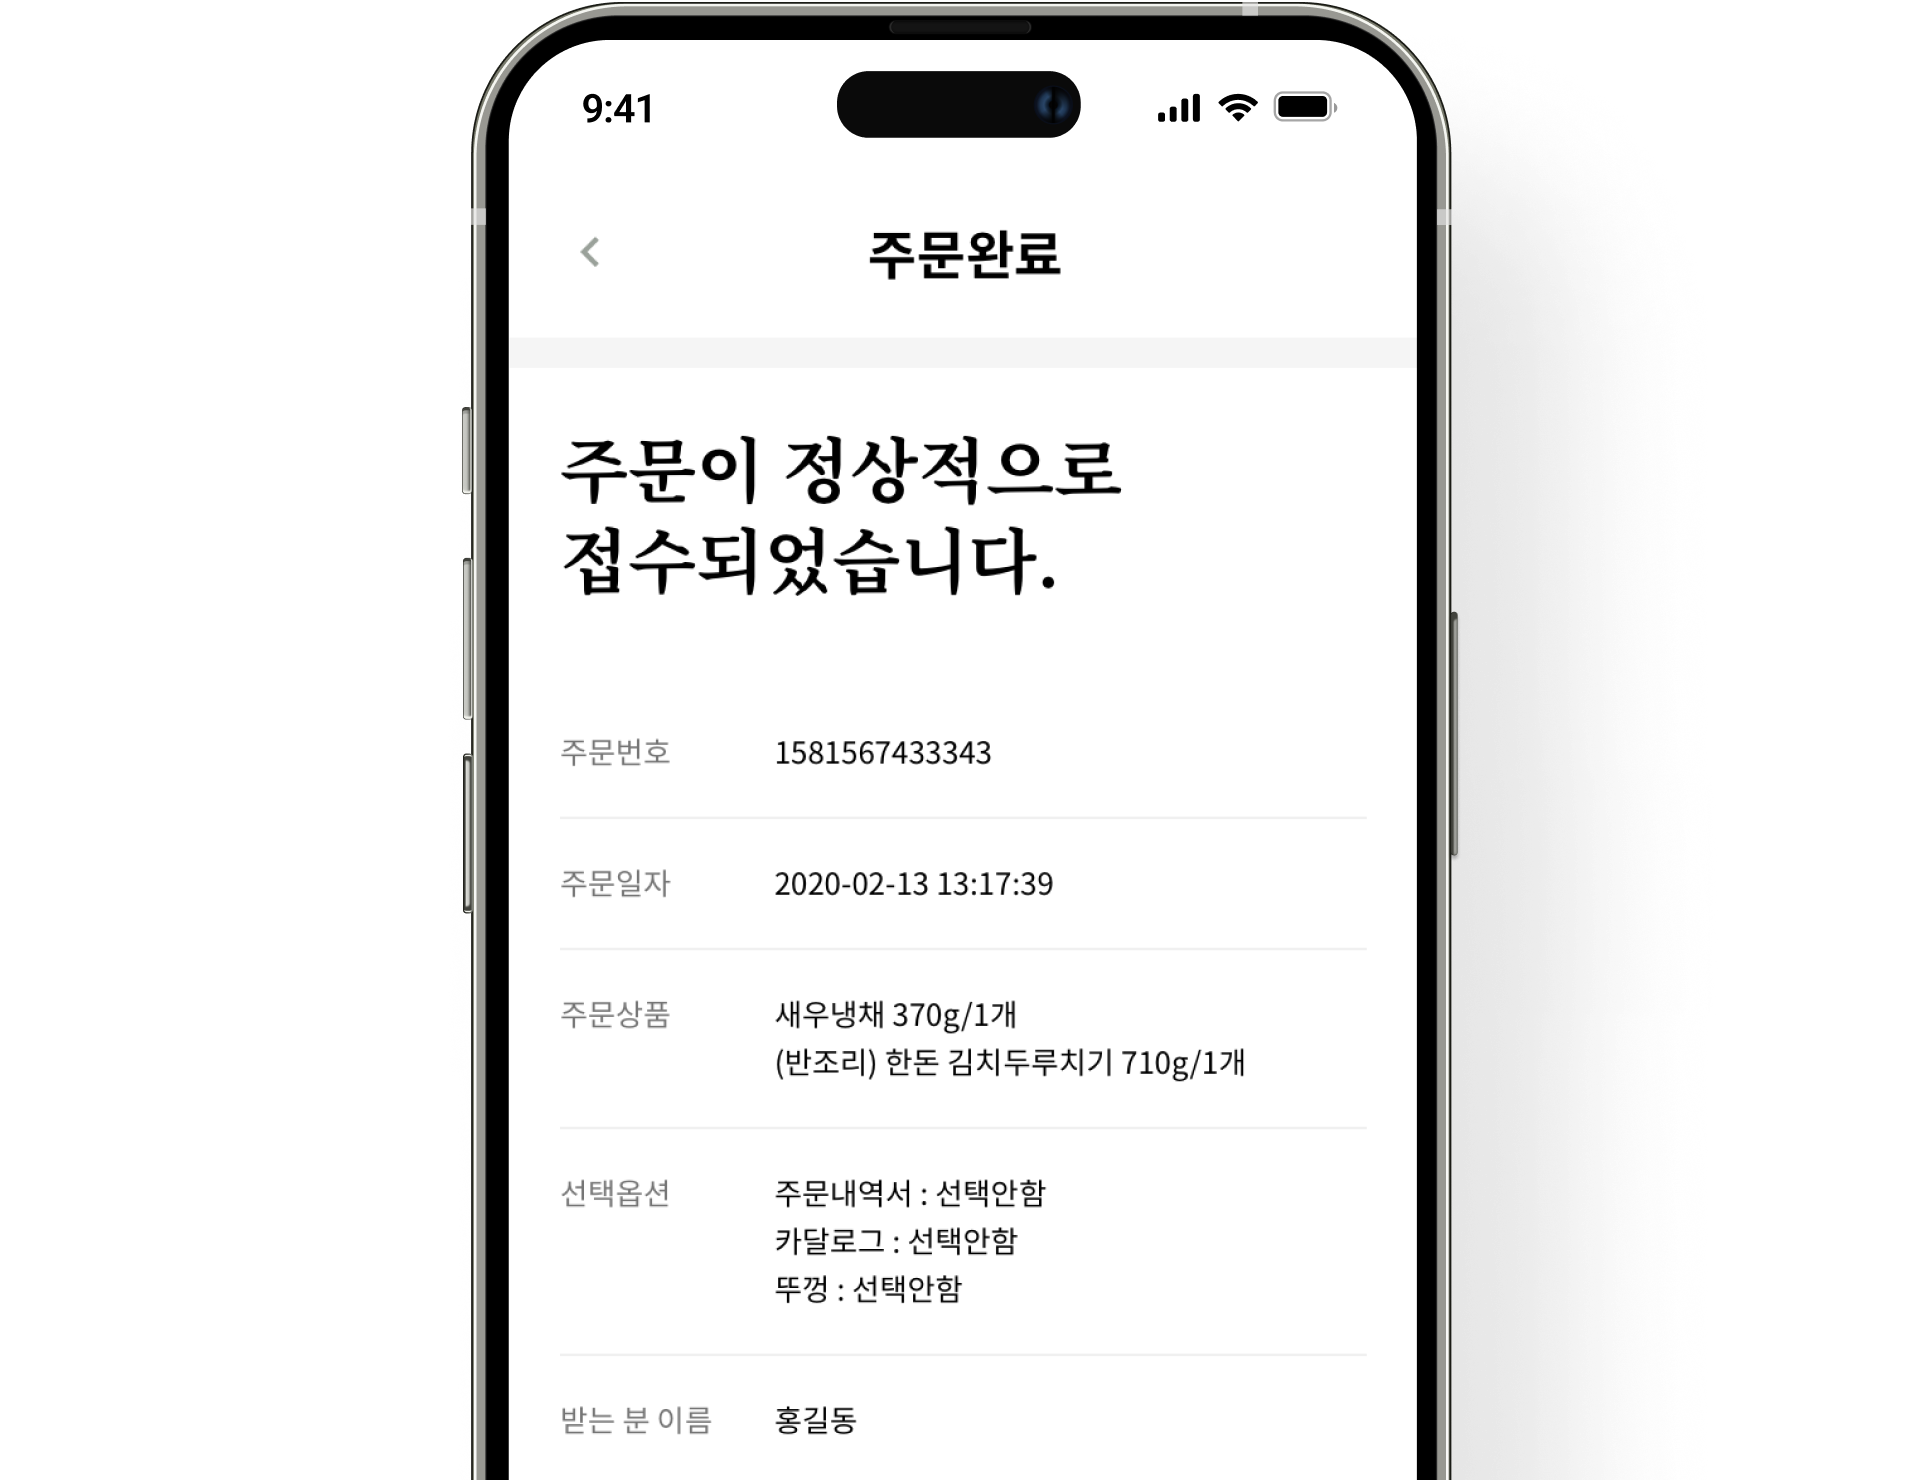 9:41
주문완료
주문이 정상적으로
접수되었습니다.
주문번호 1581567433343
주문일자 2020-02-13 13:17:39
주문상품 새우냉채 370g/1개
(반조리) 한돈 김치두루치기 710g/1개
선택옵션 주문내역서 : 선택안함
카달로그 : 선택안함
뚜껑 : 선택안함
받는 분 이름 홍길동